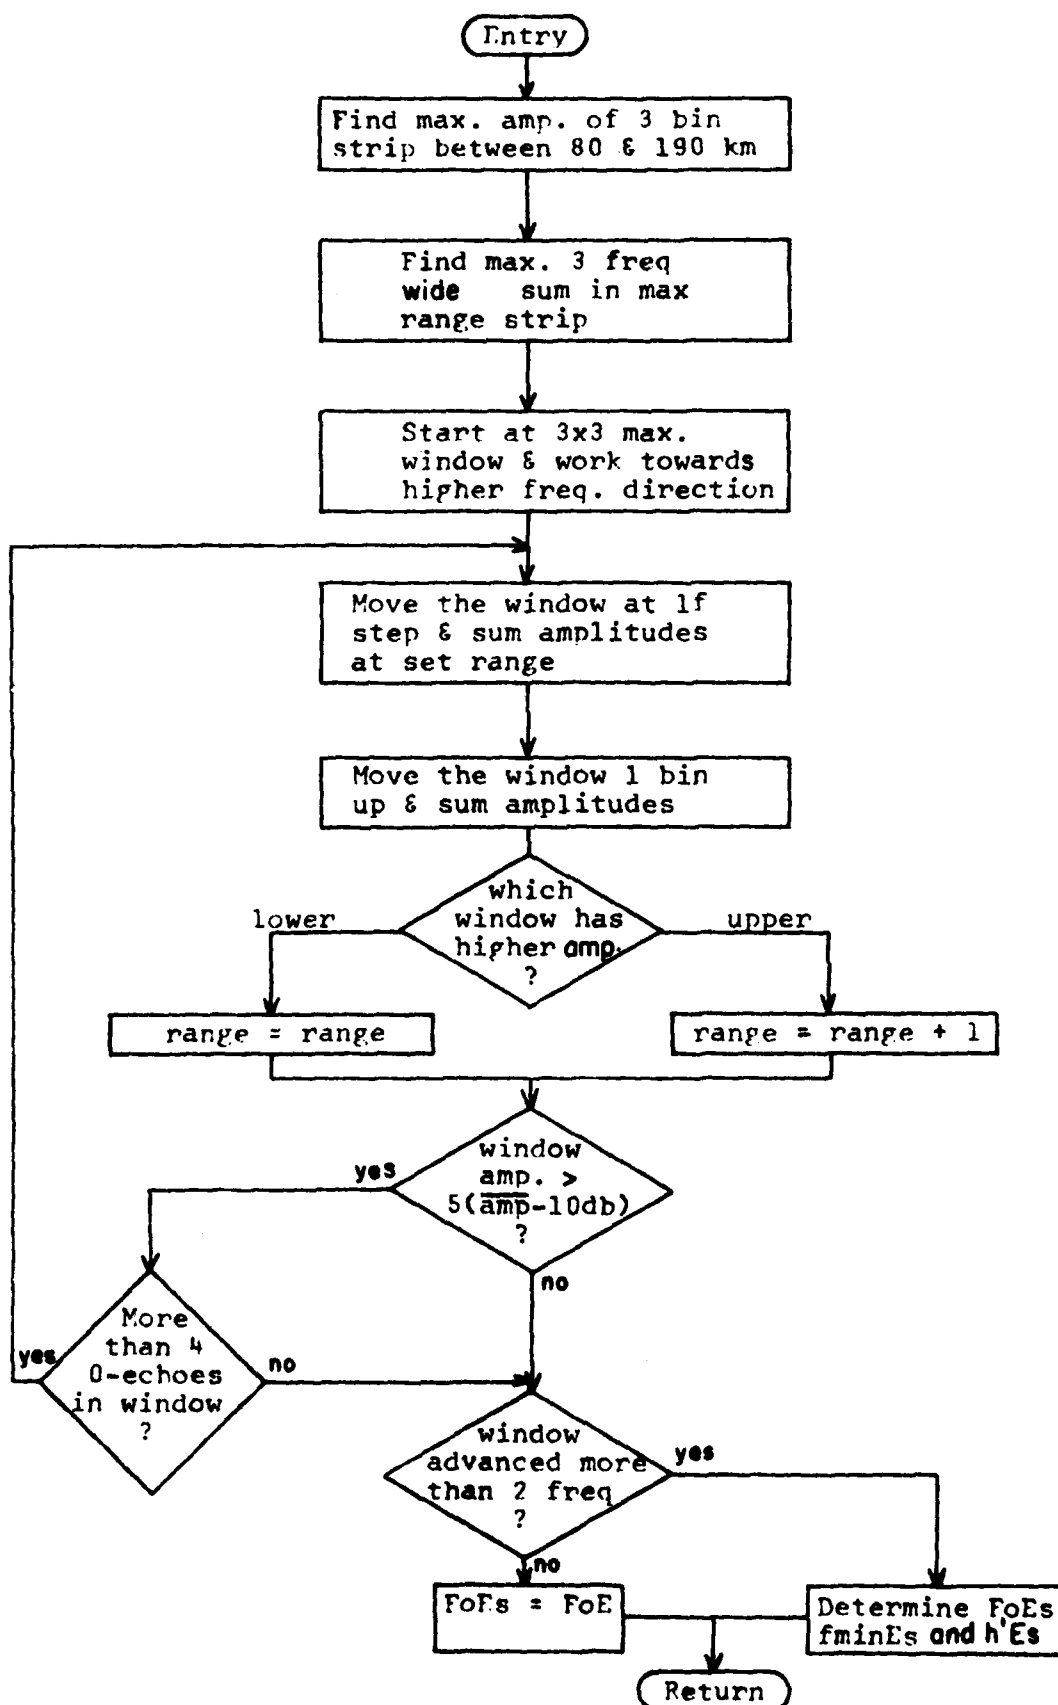 Entry
Find max. amp. of 3 bin
strip between 80 & 190 km
Find max. 3 freq
wide sum in max
range strip
Start at 3x3 max.
window & work towards
higher freq. direction
Move the window at 1f
step & sum amplitudes
at set range
Move the window 1 bin
up & sum amplitudes
which
window has
higher amp.
?
lower
upper
range = range
range = range + 1
window
amp. >
5(a̅m̅p̅-10db)
?
yes
no
More
than 4
0-echoes
in window
?
yes
no
window
advanced more
than 2 freq
?
yes
no
FoEs = FoE
Determine FoEs
fminEs and h'Es
Return